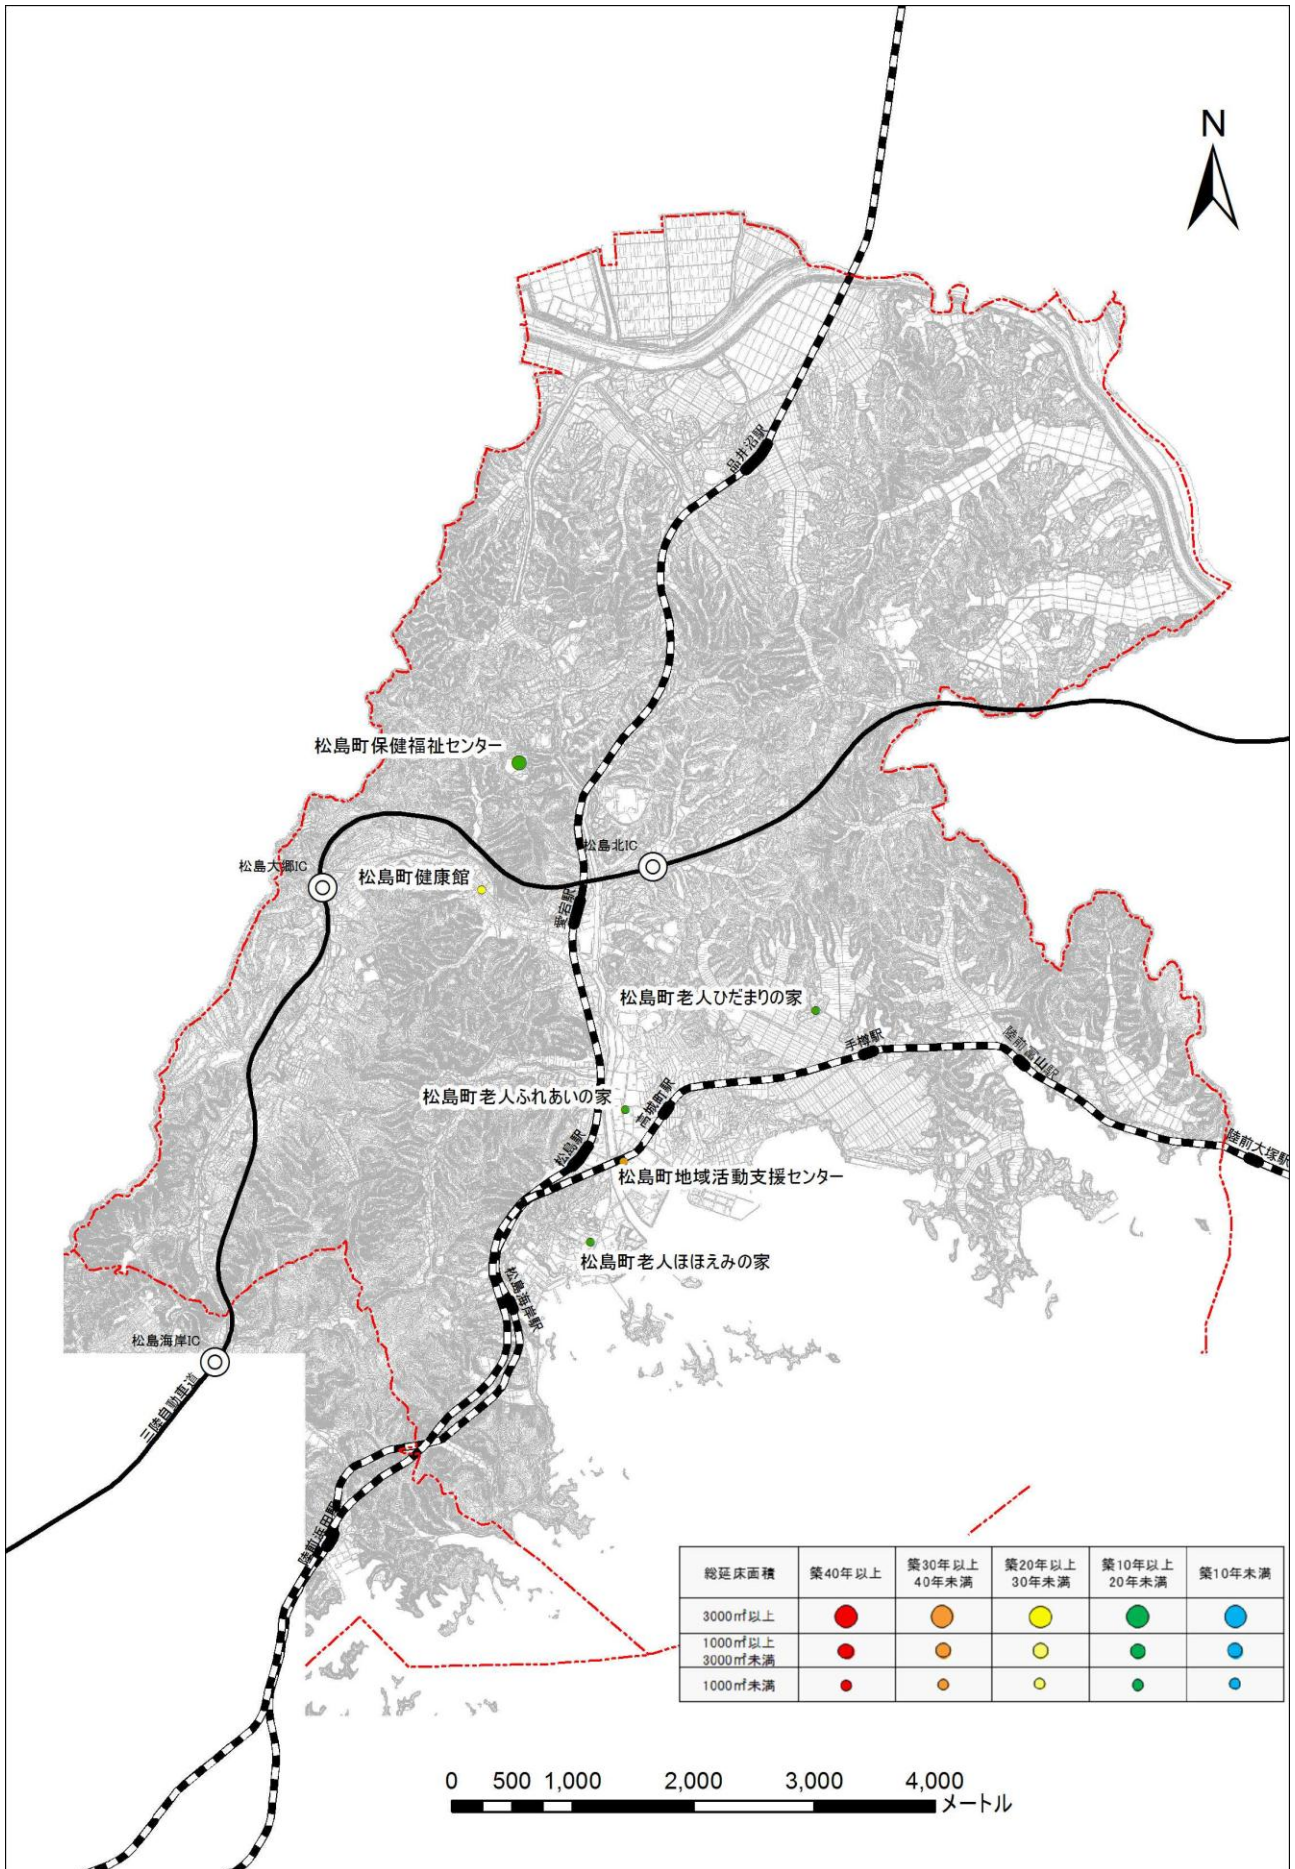 N
品井沼駅
松島町保健福祉センター
松島北IC
松島大郷IC
松島町健康館
愛宕駅
松島町老人ひだまりの家
手樽駅
陸前富山駅
松島町老人ふれあいの家
高城町駅
松島駅
陸前大塚駅
松島町地域活動支援センター
松島町老人ほほえみの家
松島海岸駅
松島海岸IC
三陸自動車道
陸前浜田駅
総延床面積 築40年以上 築30年以上 40年未満 築20年以上 30年未満 築10年以上 20年未満 築10年未満
3000㎡以上
1000㎡以上
3000㎡未満
1000㎡未満
0 500 1,000 2,000 3,000 4,000
メートル